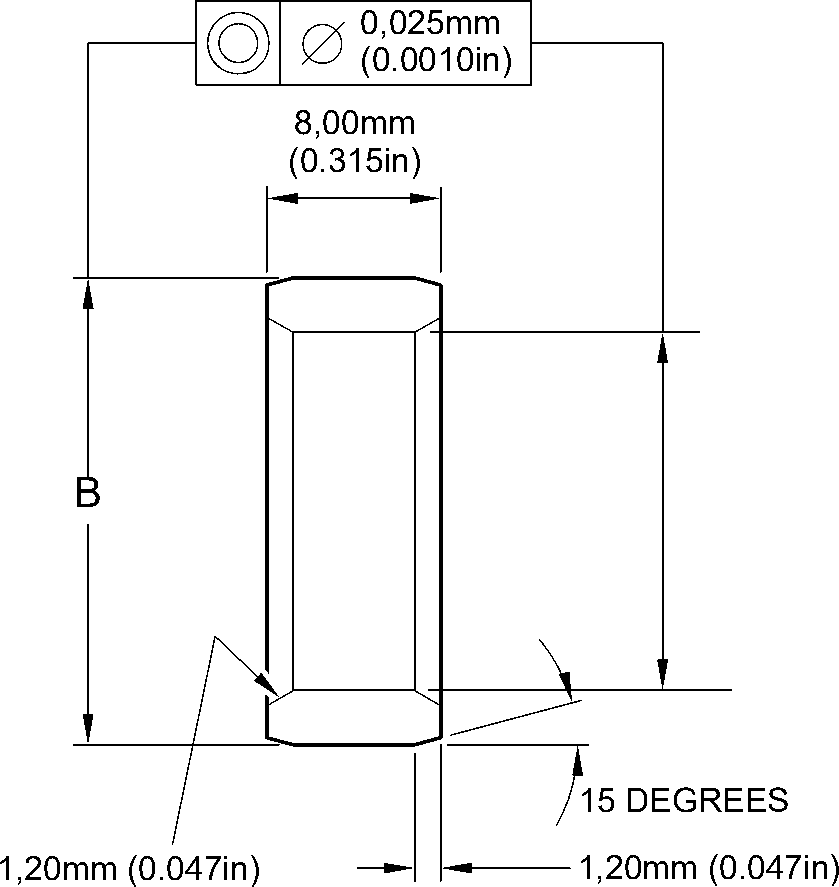 0,025mm
(0.0010in)
8,00mm
(0.315in)
B
15 DEGREES
1,20mm (0.047in)
1,20mm (0.047in)